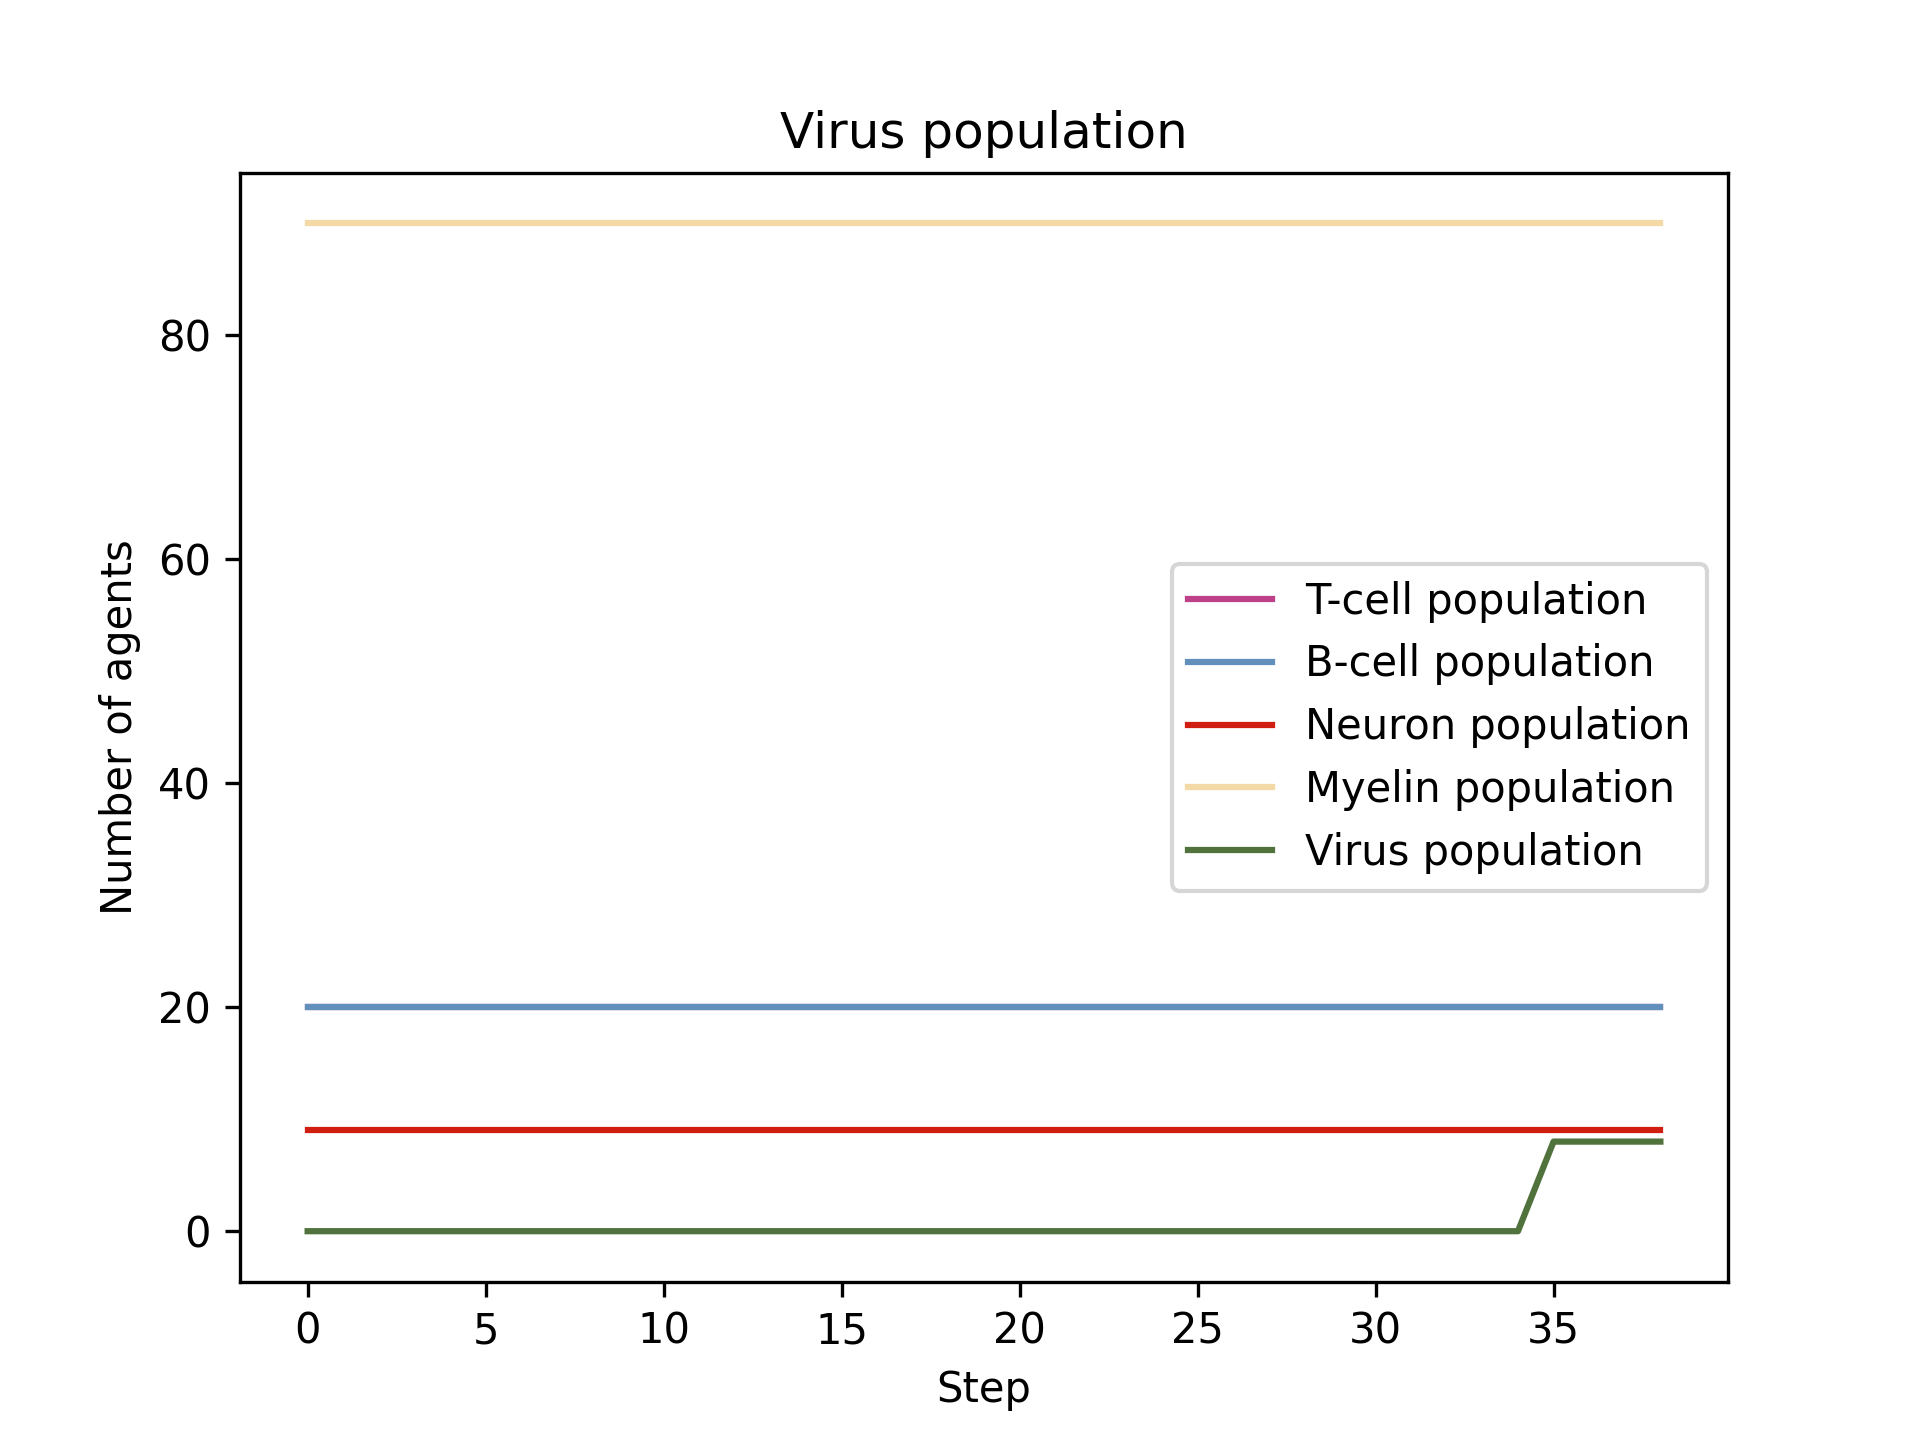 Virus population
Number of agents
80
60
40
20
0
T-cell population
B-cell population
Neuron population
Myelin population
Virus population
0 5 10 15 20 25 30 35
Step